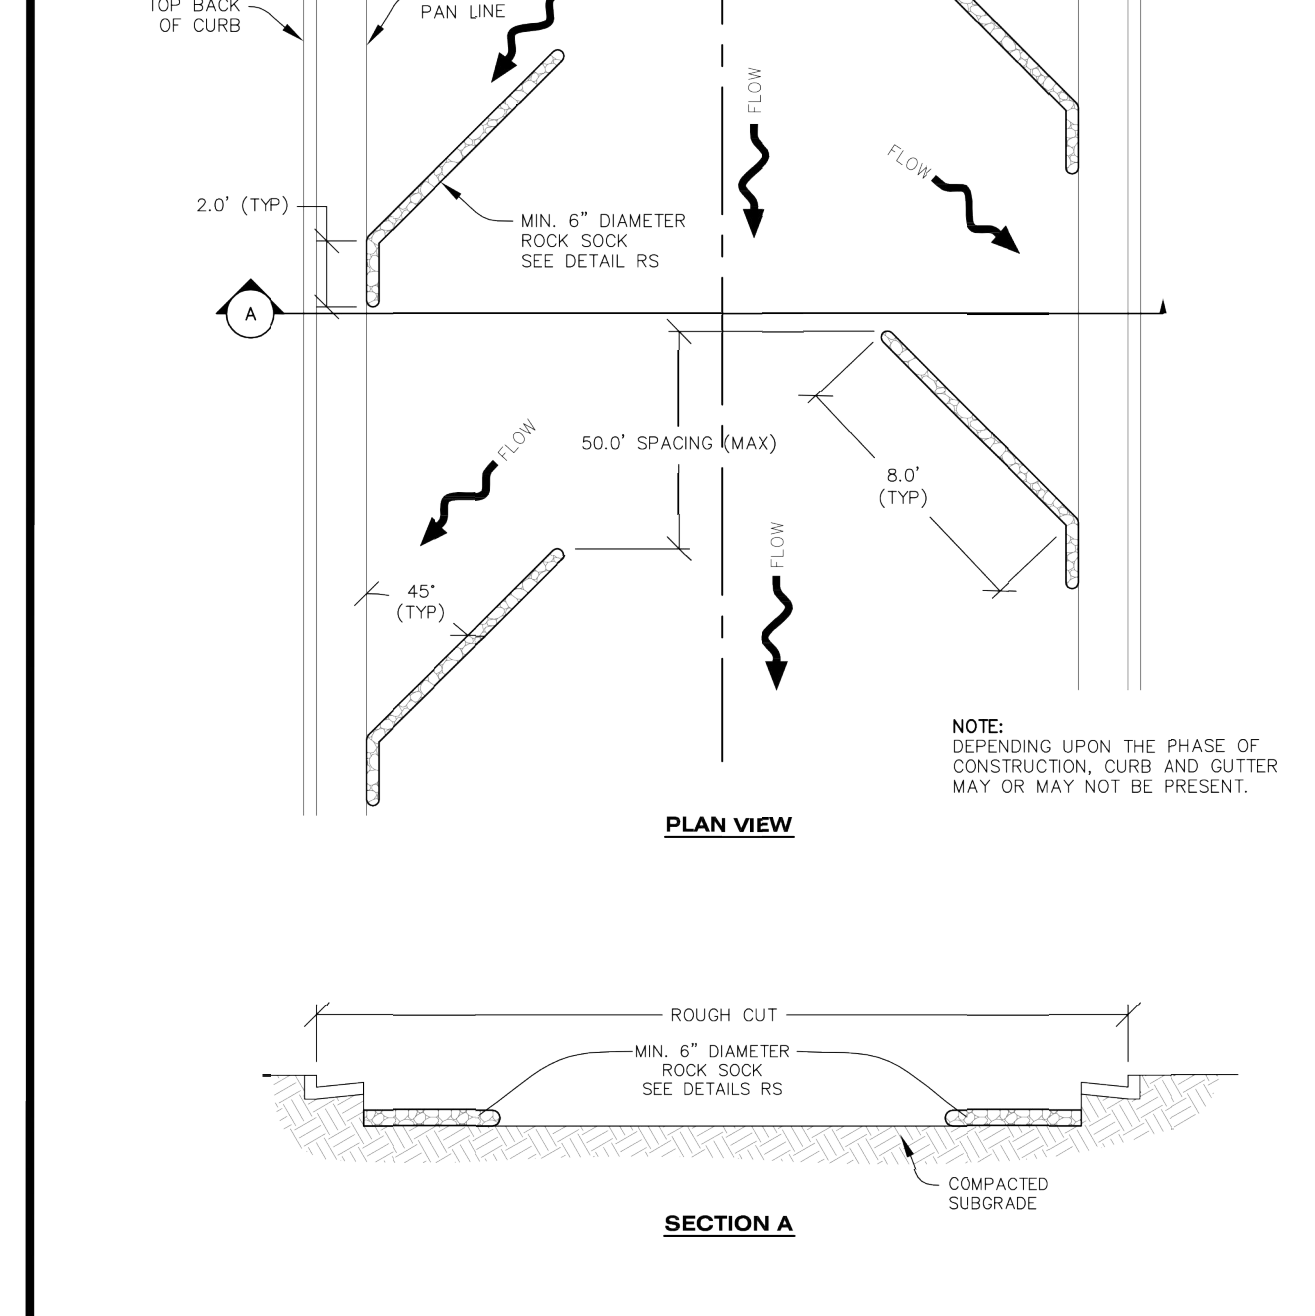 TOP BACK
OF CURB
PAN LINE
FLOW
FLOW
2.0' (TYP)
MIN. 6" DIAMETER
ROCK SOCK
SEE DETAIL RS
A
50.0' SPACING (MAX)
FLOW
8.0'
(TYP)
FLOW
45°
(TYP)
NOTE:
DEPENDING UPON THE PHASE OF
CONSTRUCTION, CURB AND GUTTER
MAY OR MAY NOT BE PRESENT.
PLAN VIEW
ROUGH CUT
MIN. 6" DIAMETER
ROCK SOCK
SEE DETAILS RS
COMPACTED
SUBGRADE
SECTION A